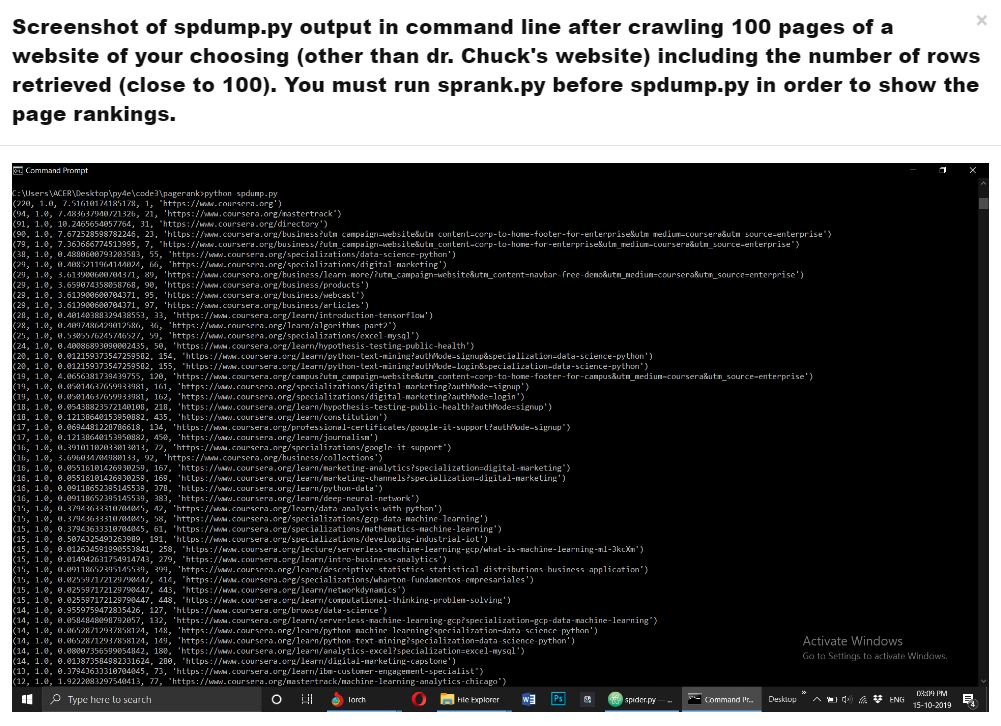 Screenshot of spdump.py output in command line after crawling 100 pages of a
website of your choosing (other than dr. Chuck's website) including the number of rows
retrieved (close to 100). You must run sprank.py before spdump.py in order to show the
page rankings.
×
Command Prompt
C:\Users\ACER\Desktop\py4e\code3\pagerank>python spdump.py
(220, 1.0, 7.51610174185178, 1, 'https://www.coursera.org')
(94, 1.0, 7.483637940721326, 21, 'https://www.coursera.org/mastertrack')
(91, 1.0, 10.2465654057764, 31, 'https://www.coursera.org/directory')
(90, 1.0, 7.672528598782246, 23, 'https://www.coursera.org/business?utm_campaign=website&utm_content=corp-to-home-footer-for-enterprise&utm_medium=coursera&utm_source=enterprise')
(79, 1.0, 7.363666774513995, 7, 'https://www.coursera.org/business/?utm_campaign=website&utm_content=corp-to-home-for-enterprise&utm_medium=coursera&utm_source=enterprise')
(38, 1.0, 0.4880600793203583, 55, 'https://www.coursera.org/specializations/data-science-python')
(29, 1.0, 0.4085211964144024, 66, 'https://www.coursera.org/specializations/digital-marketing')
(29, 1.0, 3.613900600704371, 89, 'https://www.coursera.org/business/learn-more/?utm_campaign=website&utm_content=navbar-free-demo&utm_medium=coursera&utm_source=enterprise')
(29, 1.0, 3.659074358058768, 90, 'https://www.coursera.org/business/products')
(29, 1.0, 3.613900600704371, 95, 'https://www.coursera.org/business/webcast')
(29, 1.0, 3.613900600704371, 97, 'https://www.coursera.org/business/articles')
(28, 1.0, 0.40140388329438553, 33, 'https://www.coursera.org/learn/introduction-tensorflow')
(28, 1.0, 0.4097486429012586, 36, 'https://www.coursera.org/learn/algorithms-part2')
(25, 1.0, 0.5305576245746527, 59, 'https://www.coursera.org/specializations/excel-mysql')
(24, 1.0, 0.40086893090002435, 50, 'https://www.coursera.org/learn/hypothesis-testing-public-health')
(20, 1.0, 0.012159373547259582, 154, 'https://www.coursera.org/learn/python-text-mining?authMode=signup&specialization=data-science-python')
(20, 1.0, 0.012159373547259582, 155, 'https://www.coursera.org/learn/python-text-mining?authMode=login&specialization=data-science-python')
(19, 1.0, 4.0656381739439755, 120, 'https://www.coursera.org/campus?utm_campaign=website&utm_content=corp-to-home-footer-for-campus&utm_medium=coursera&utm_source=enterprise')
(19, 1.0, 0.05014637659933981, 161, 'https://www.coursera.org/specializations/digital-marketing?authMode=signup')
(19, 1.0, 0.05014637659933981, 162, 'https://www.coursera.org/specializations/digital-marketing?authMode=login')
(18, 1.0, 0.05438823572140108, 218, 'https://www.coursera.org/learn/hypothesis-testing-public-health?authMode=signup')
(18, 1.0, 0.12138640153950882, 435, 'https://www.coursera.org/learn/constitution')
(17, 1.0, 0.0694481228786618, 134, 'https://www.coursera.org/professional-certificates/google-it-support?authMode=signup')
(17, 1.0, 0.12138640153950882, 450, 'https://www.coursera.org/learn/journalism')
(16, 1.0, 0.39101102033013013, 72, 'https://www.coursera.org/specializations/google-it-support')
(16, 1.0, 3.696034704980133, 92, 'https://www.coursera.org/business/collections')
(16, 1.0, 0.05516101426930259, 167, 'https://www.coursera.org/learn/marketing-analytics?specialization=digital-marketing')
(16, 1.0, 0.05516101426930259, 169, 'https://www.coursera.org/learn/marketing-channels?specialization=digital-marketing')
(16, 1.0, 0.09118652395145539, 378, 'https://www.coursera.org/learn/python-data')
(16, 1.0, 0.09118652395145539, 383, 'https://www.coursera.org/learn/deep-neural-network')
(15, 1.0, 0.37943633310704045, 42, 'https://www.coursera.org/learn/data-analysis-with-python')
(15, 1.0, 0.37943633310704045, 58, 'https://www.coursera.org/specializations/gcp-data-machine-learning')
(15, 1.0, 0.37943633310704045, 61, 'https://www.coursera.org/specializations/mathematics-machine-learning')
(15, 1.0, 0.5074325493263989, 191, 'https://www.coursera.org/specializations/developing-industrial-iot')
(15, 1.0, 0.012634591990553841, 258, 'https://www.coursera.org/lecture/serverless-machine-learning-gcp/what-is-machine-learning-ml-3kcXm')
(15, 1.0, 0.014942631754914743, 279, 'https://www.coursera.org/learn/intro-business-analytics')
(15, 1.0, 0.09118652395145539, 399, 'https://www.coursera.org/learn/descriptive-statistics-statistical-distributions-business-application')
(15, 1.0, 0.025597172129790447, 414, 'https://www.coursera.org/specializations/wharton-fundamentos-empresariales')
(15, 1.0, 0.025597172129790447, 443, 'https://www.coursera.org/learn/networkdynamics')
(15, 1.0, 0.025597172129790447, 448, 'https://www.coursera.org/learn/computational-thinking-problem-solving')
(14, 1.0, 0.9559759472835426, 127, 'https://www.coursera.org/browse/data-science')
(14, 1.0, 0.0584848098792057, 132, 'https://www.coursera.org/learn/serverless-machine-learning-gcp?specialization=gcp-data-machine-learning')
(14, 1.0, 0.06528712937858124, 148, 'https://www.coursera.org/learn/python-machine-learning?specialization=data-science-python')
(14, 1.0, 0.06528712937858124, 149, 'https://www.coursera.org/learn/python-text-mining?specialization=data-science-python')
(14, 1.0, 0.08007356599054842, 180, 'https://www.coursera.org/learn/analytics-excel?specialization=excel-mysql')
(14, 1.0, 0.013873584982331624, 280, 'https://www.coursera.org/learn/digital-marketing-capstone')
(13, 1.0, 0.37943633310704045, 73, 'https://www.coursera.org/learn/ibm-customer-engagement-specialist')
(12, 1.0, 1.9222083297540413, 77, 'https://www.coursera.org/mastertrack/machine-learning-analytics-chicago')
Activate Windows
Go to Settings to activate Windows.
Type here to search
Torch
File Explorer
Ps
spider.py — ...
Command Pr...
Desktop
ENG
03:09 PM
15-10-2019
4